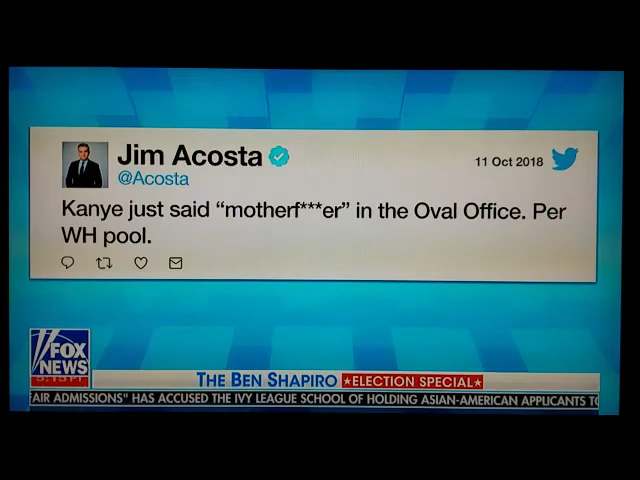 Jim Acosta
@Acosta
11 Oct 2018
Kanye just said “motherf***er” in the Oval Office. Per
WH pool.
FOX
NEWS
THE BEN SHAPIRO ★ELECTION SPECIAL★
AIR ADMISSIONS" HAS ACCUSED THE IVY LEAGUE SCHOOL OF HOLDING ASIAN-AMERICAN APPLICANTS